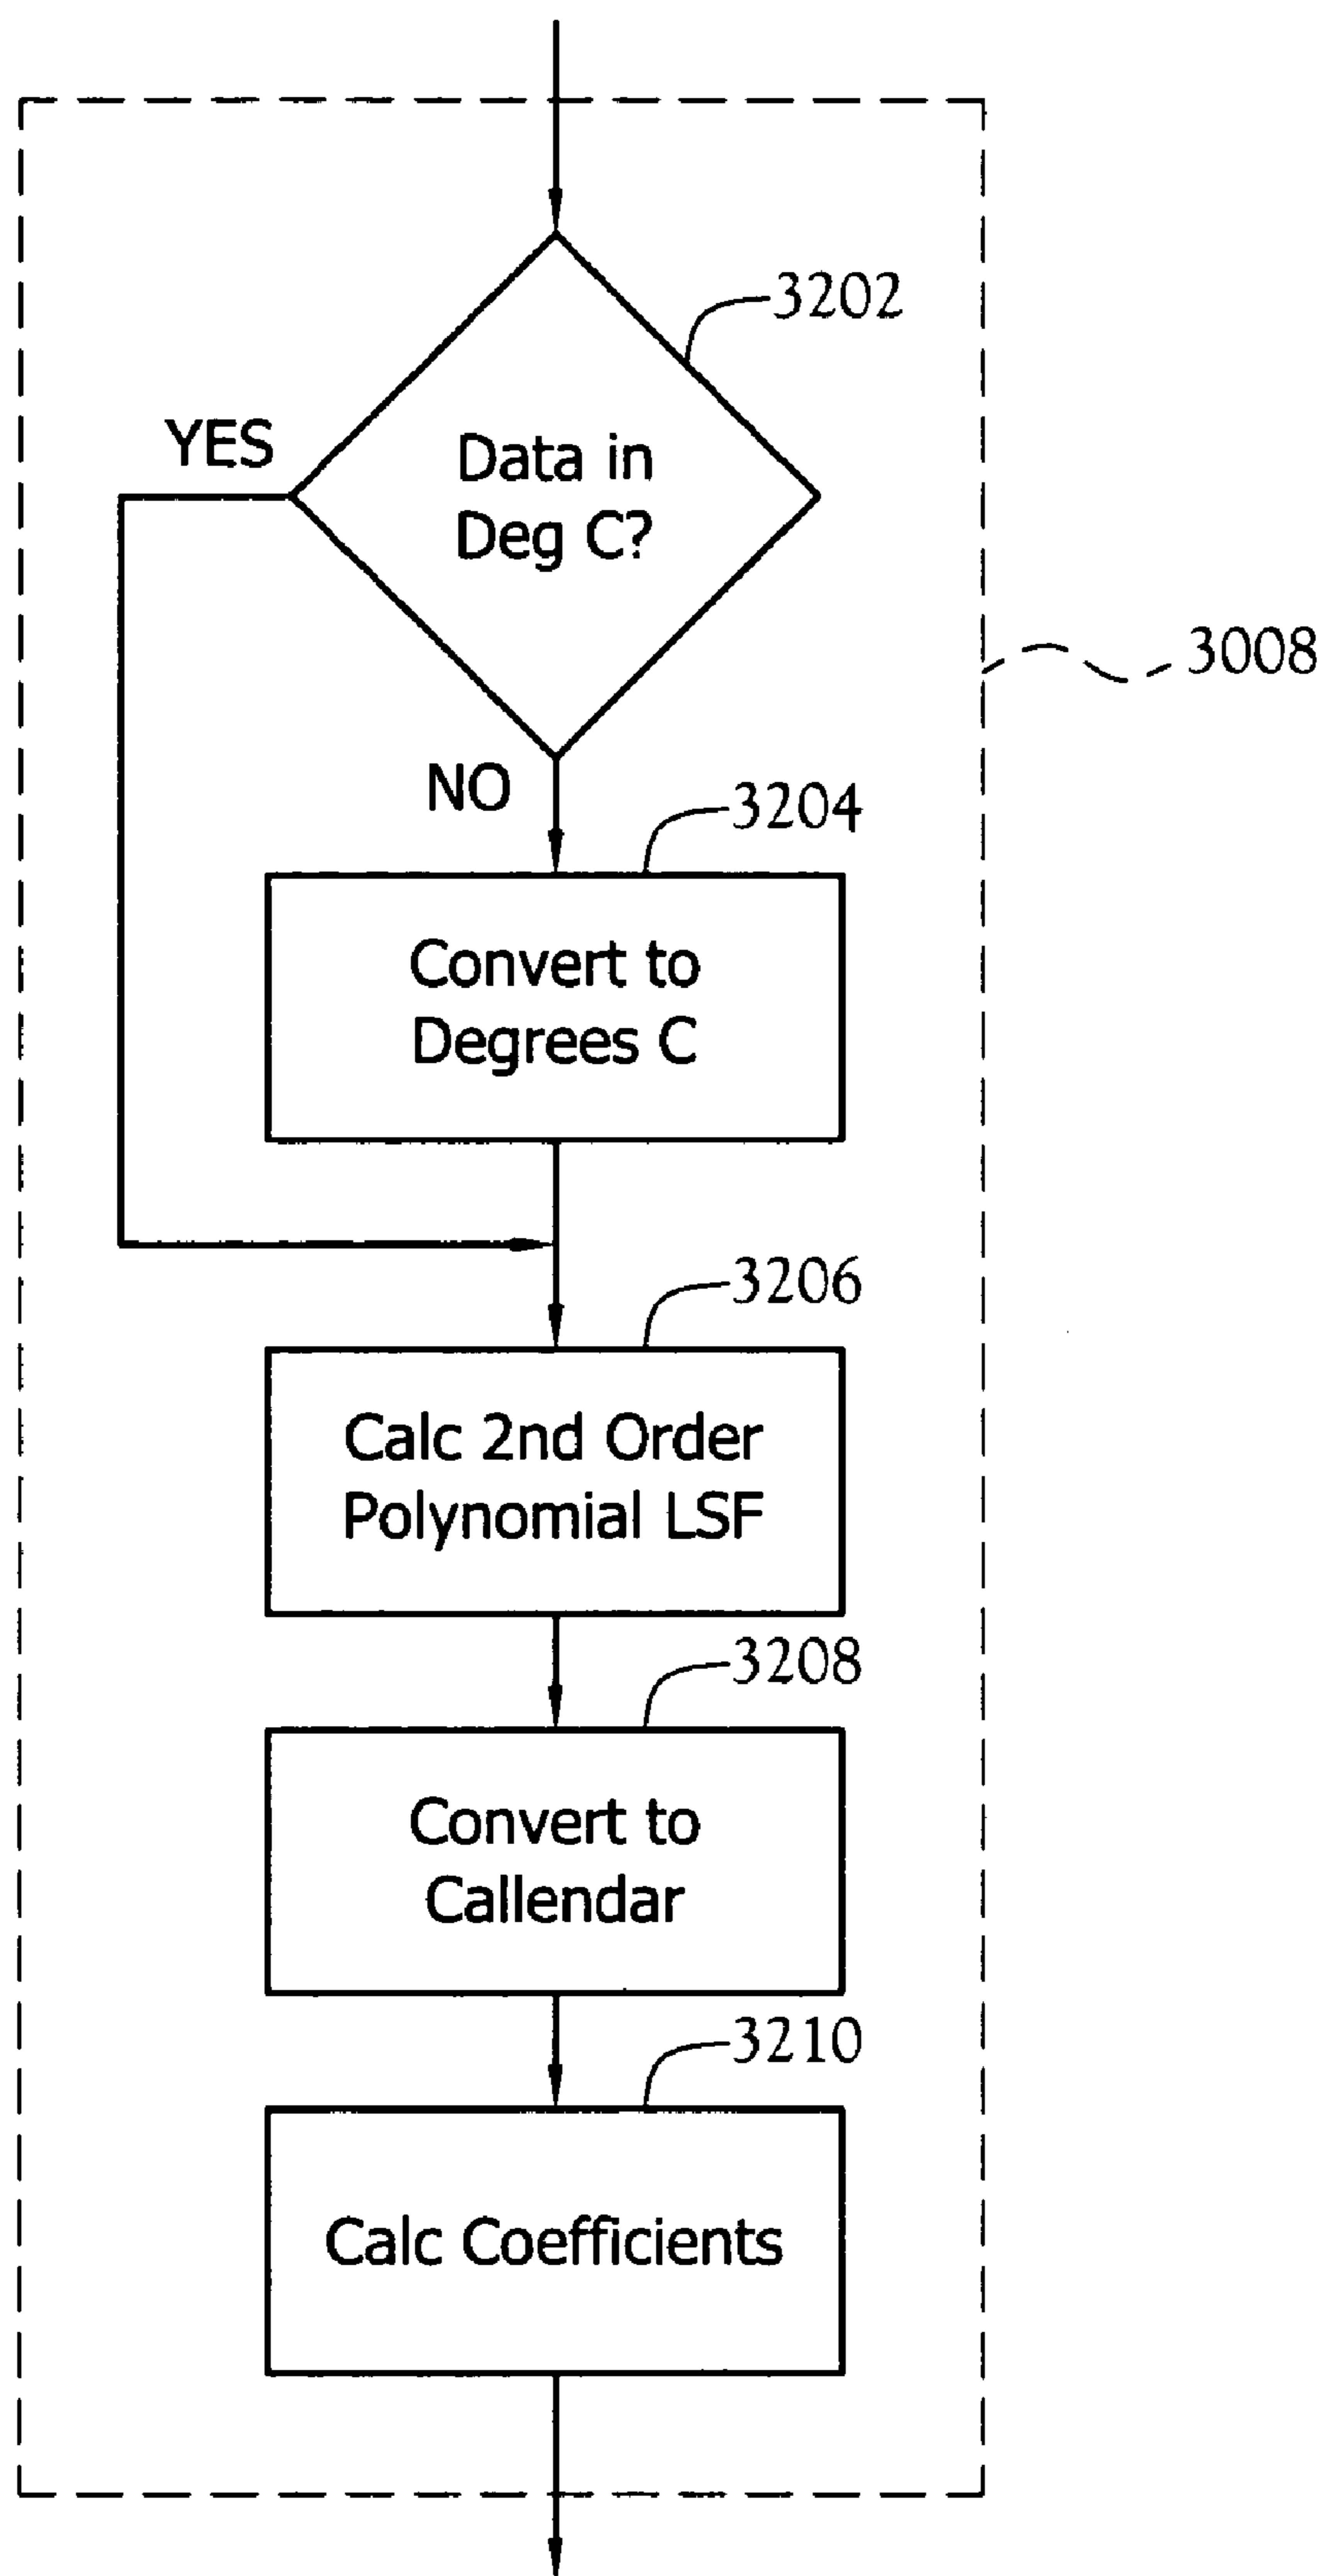 3202
YES
Data in
Deg C?
3008
NO
3204
Convert to
Degrees C
3206
Calc 2nd Order
Polynomial LSF
3208
Convert to
Callendar
3210
Calc Coefficients